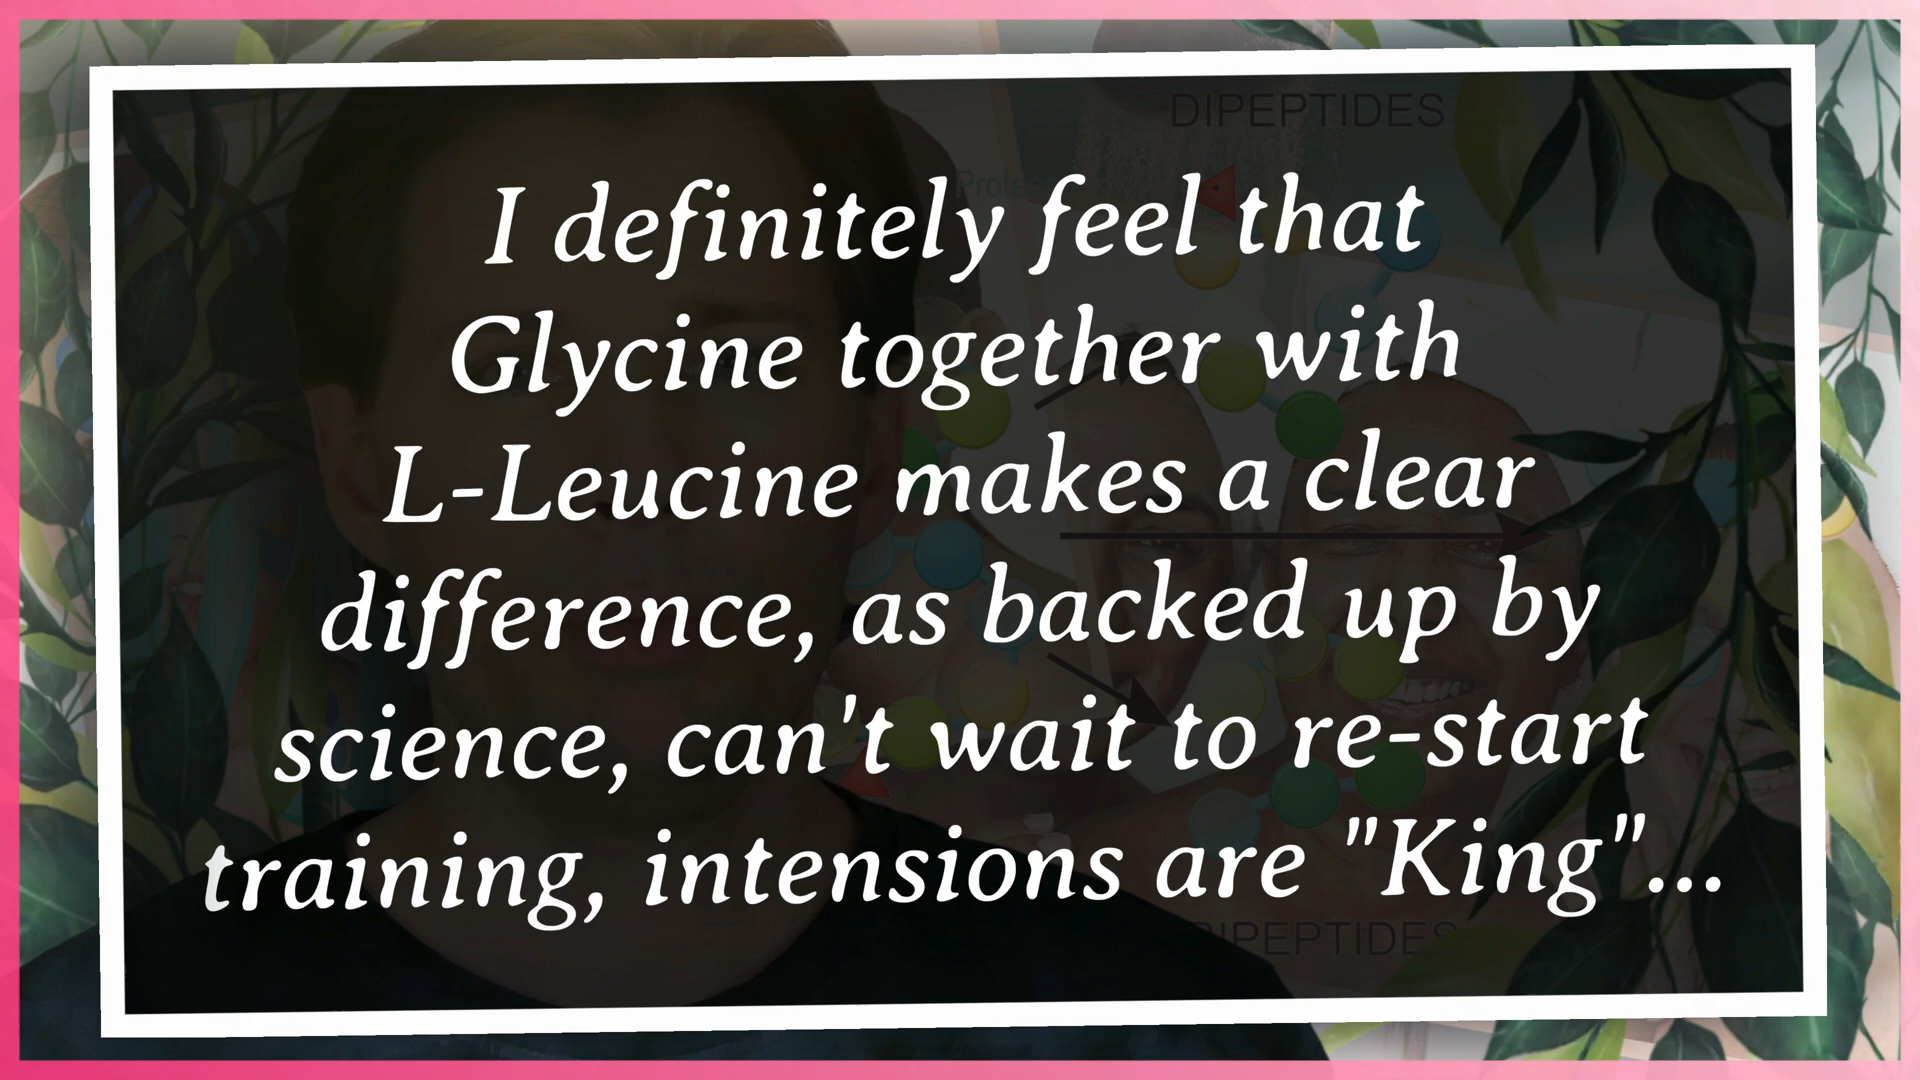 DIPEPTIDES
I definitely feel that
Glycine together with
L-Leucine makes a clear
difference, as backed up by
science, can't wait to re-start
training, intensions are "King"...
DIPEPTIDES